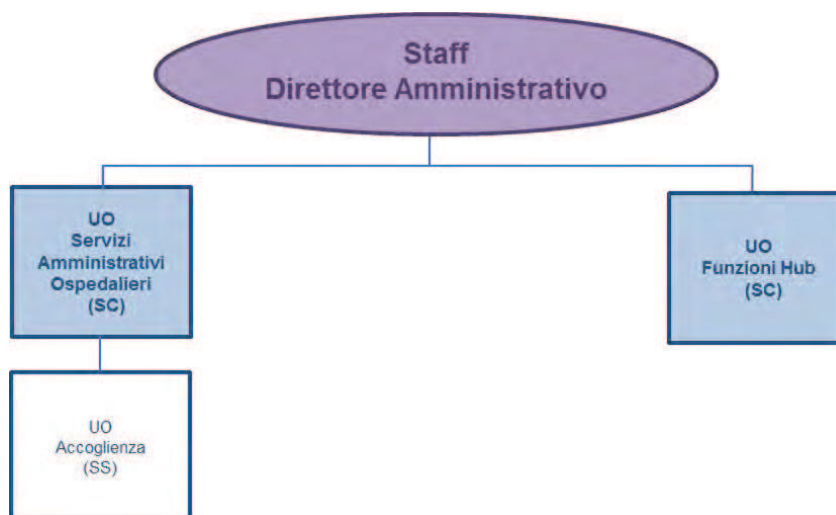 Staff
Direttore Amministrativo
UO
Servizi
Amministrativi
Ospedalieri
(SC)
UO
Funzioni Hub
(SC)
UO
Accoglienza
(SS)